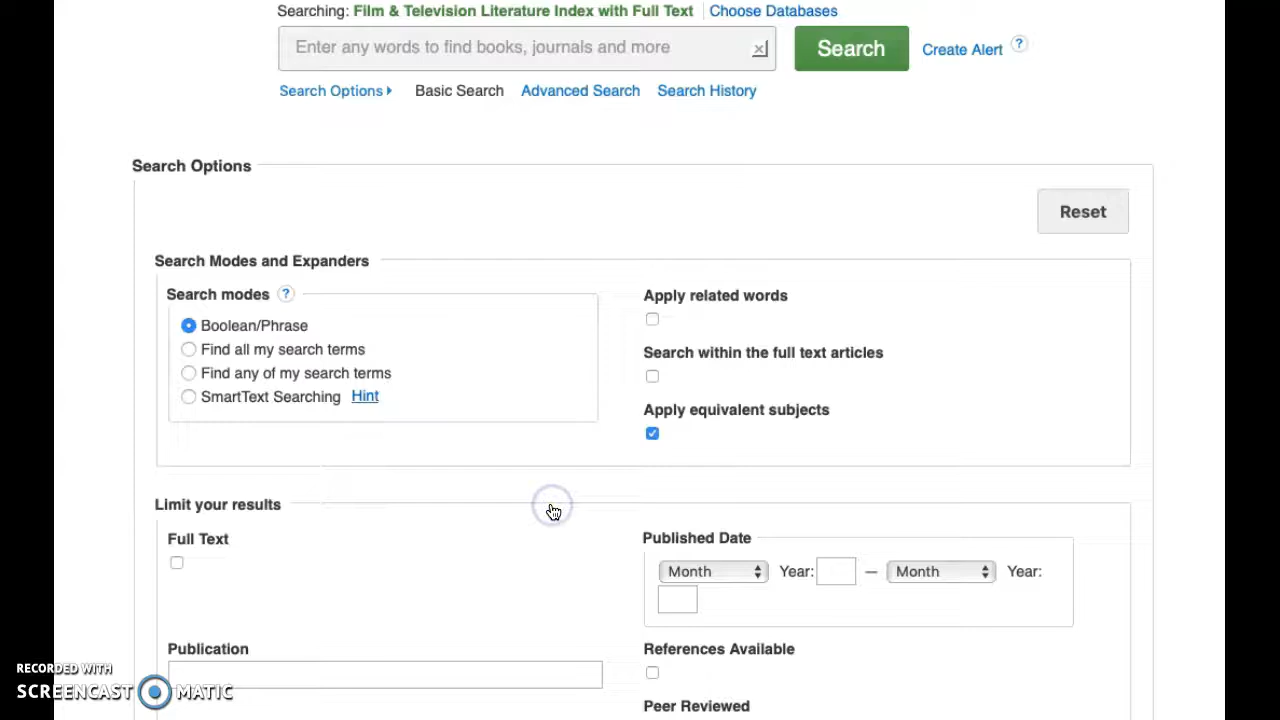 Searching: Film & Television Literature Index with Full Text | Choose Databases
Enter any words to find books, journals and more
Search
Create Alert ?
Search Options Basic Search Advanced Search Search History
Search Options
Reset
Search Modes and Expanders
Search modes ?
Boolean/Phrase
Find all my search terms
Find any of my search terms
SmartText Searching Hint
Apply related words
Search within the full text articles
Apply equivalent subjects
Limit your results
Full Text
Published Date
Month Year: — Month Year:
Publication
References Available
Peer Reviewed
RECORDED WITH
SCREENCAST MATIC